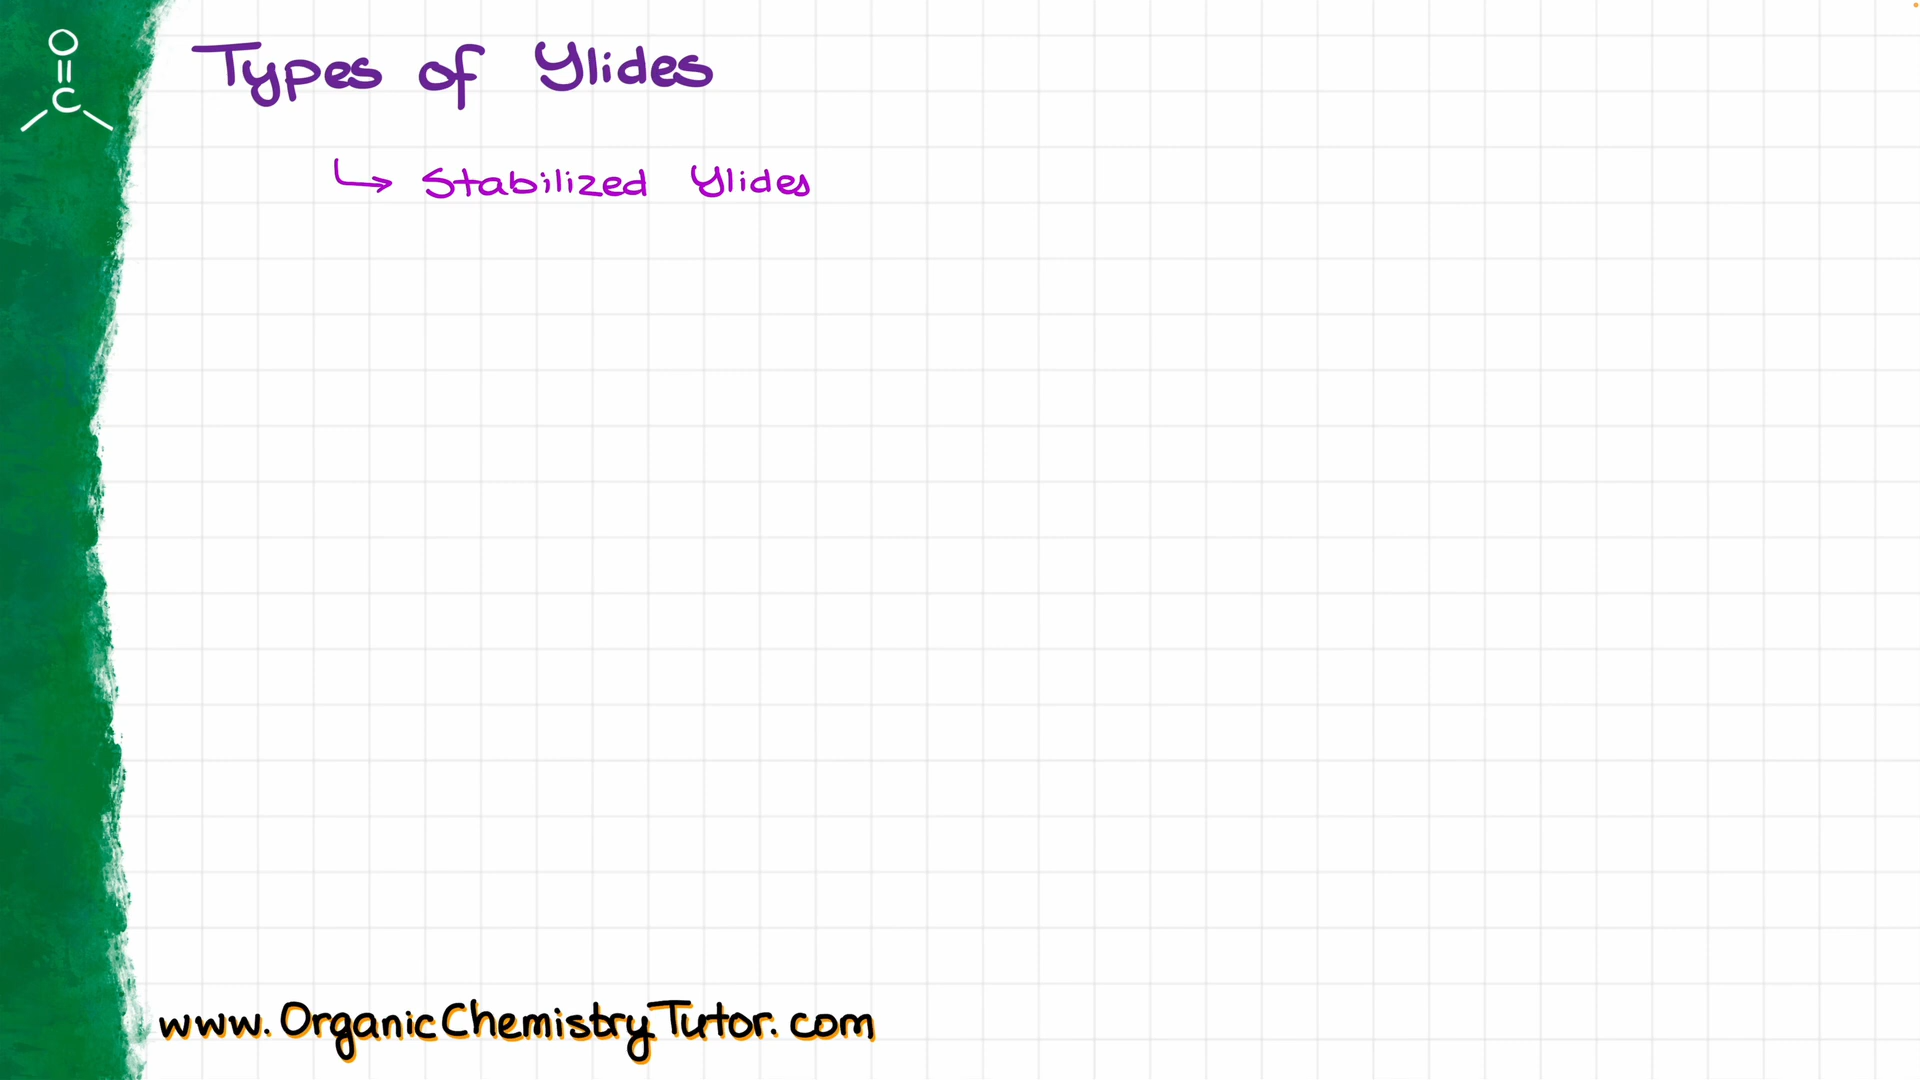 O
C
Types of Ylides
Stabilized Ylides
www.OrganicChemistryTutor.com